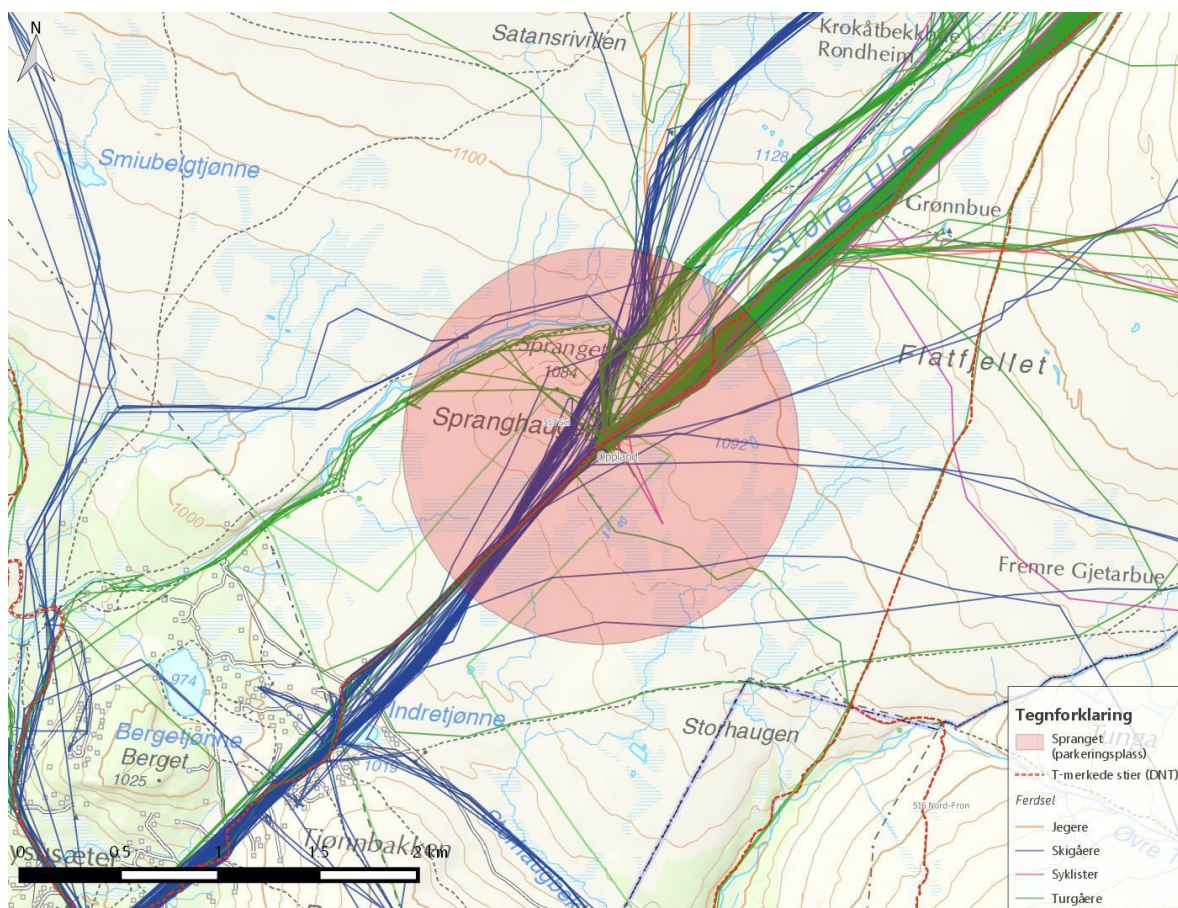 N
Satansrivillen
Krokåtbekkbue
Rondheim
1100
Smiubelgtjønne
1128
Store Ula
Grønnbue
Spranget
1084
Flatfjellet
Spranghaugen
1092
Oppland
1000
Fremre Gjetarbue
974
Indretjønne
Storhaugen
Bergetjønne
Berget
1025
1019
516 Nord-Fron
Tjønnbakken
0 0.5 1 1.5 2 km
Tegnforklaring
Spranget
(parkeringsplass)
T-merkede stier (DNT)
Ferdsel
Jegere
Skigåere
Syklister
Turgåere
Øvre